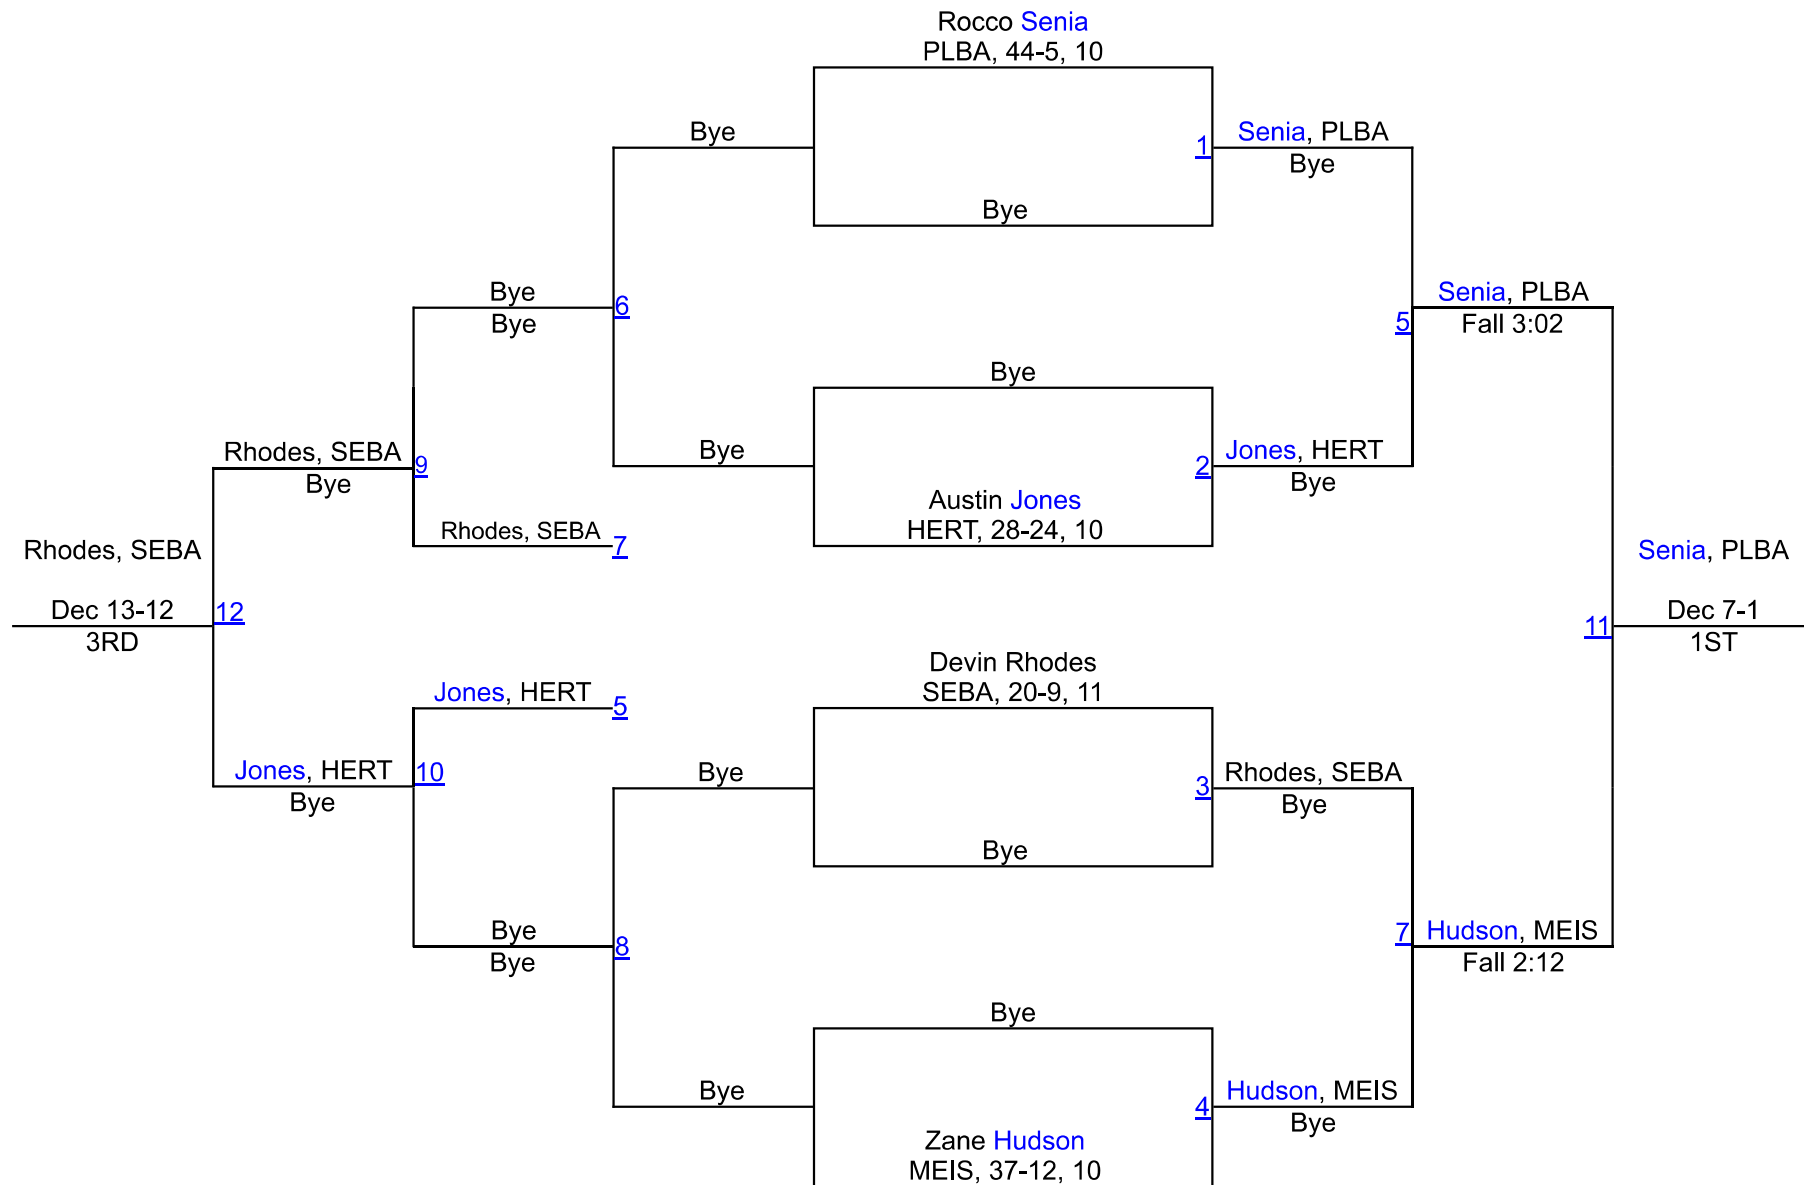 Rocco Senia
PLBA, 44-5, 10
Bye
1
Senia, PLBA
Bye
Bye
Bye
Bye
6
Senia, PLBA
5
Fall 3:02
Bye
Rhodes, SEBA
9
Bye
Bye
2
Jones, HERT
Bye
Austin Jones
HERT, 28-24, 10
Rhodes, SEBA
7
Rhodes, SEBA
Senia, PLBA
Dec 13-12
12
3RD
11
Dec 7-1
1ST
Devin Rhodes
SEBA, 20-9, 11
Jones, HERT
5
Jones, HERT
10
Bye
Bye
3
Rhodes, SEBA
Bye
Bye
Bye
8
Bye
7
Hudson, MEIS
Fall 2:12
Bye
Bye
4
Hudson, MEIS
Bye
Zane Hudson
MEIS, 37-12, 10